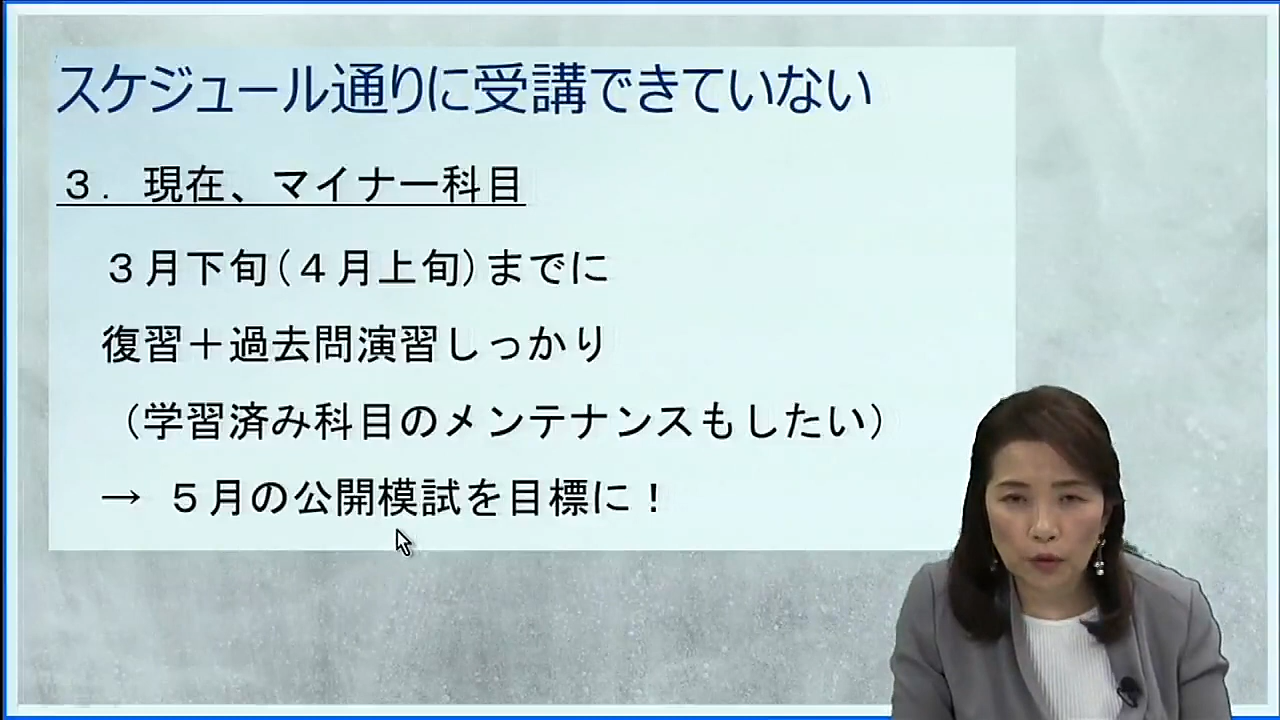 スケジュール通りに受講できていない
３．現在、マイナー科目
３月下旬（４月上旬）までに
復習＋過去問演習しっかり
（学習済み科目のメンテナンスもしたい）
→ ５月の公開模試を目標に！